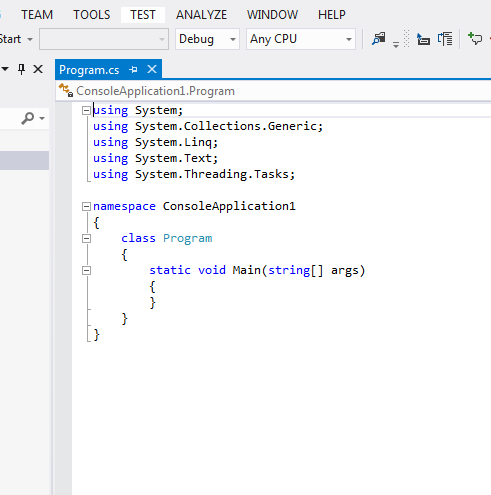 TEAM TOOLS TEST ANALYZE WINDOW HELP
Start Debug Any CPU
Program.cs
ConsoleApplication1.Program
using System;
using System.Collections.Generic;
using System.Linq;
using System.Text;
using System.Threading.Tasks;
namespace ConsoleApplication1
{
class Program
{
static void Main(string[] args)
{
}
}
}